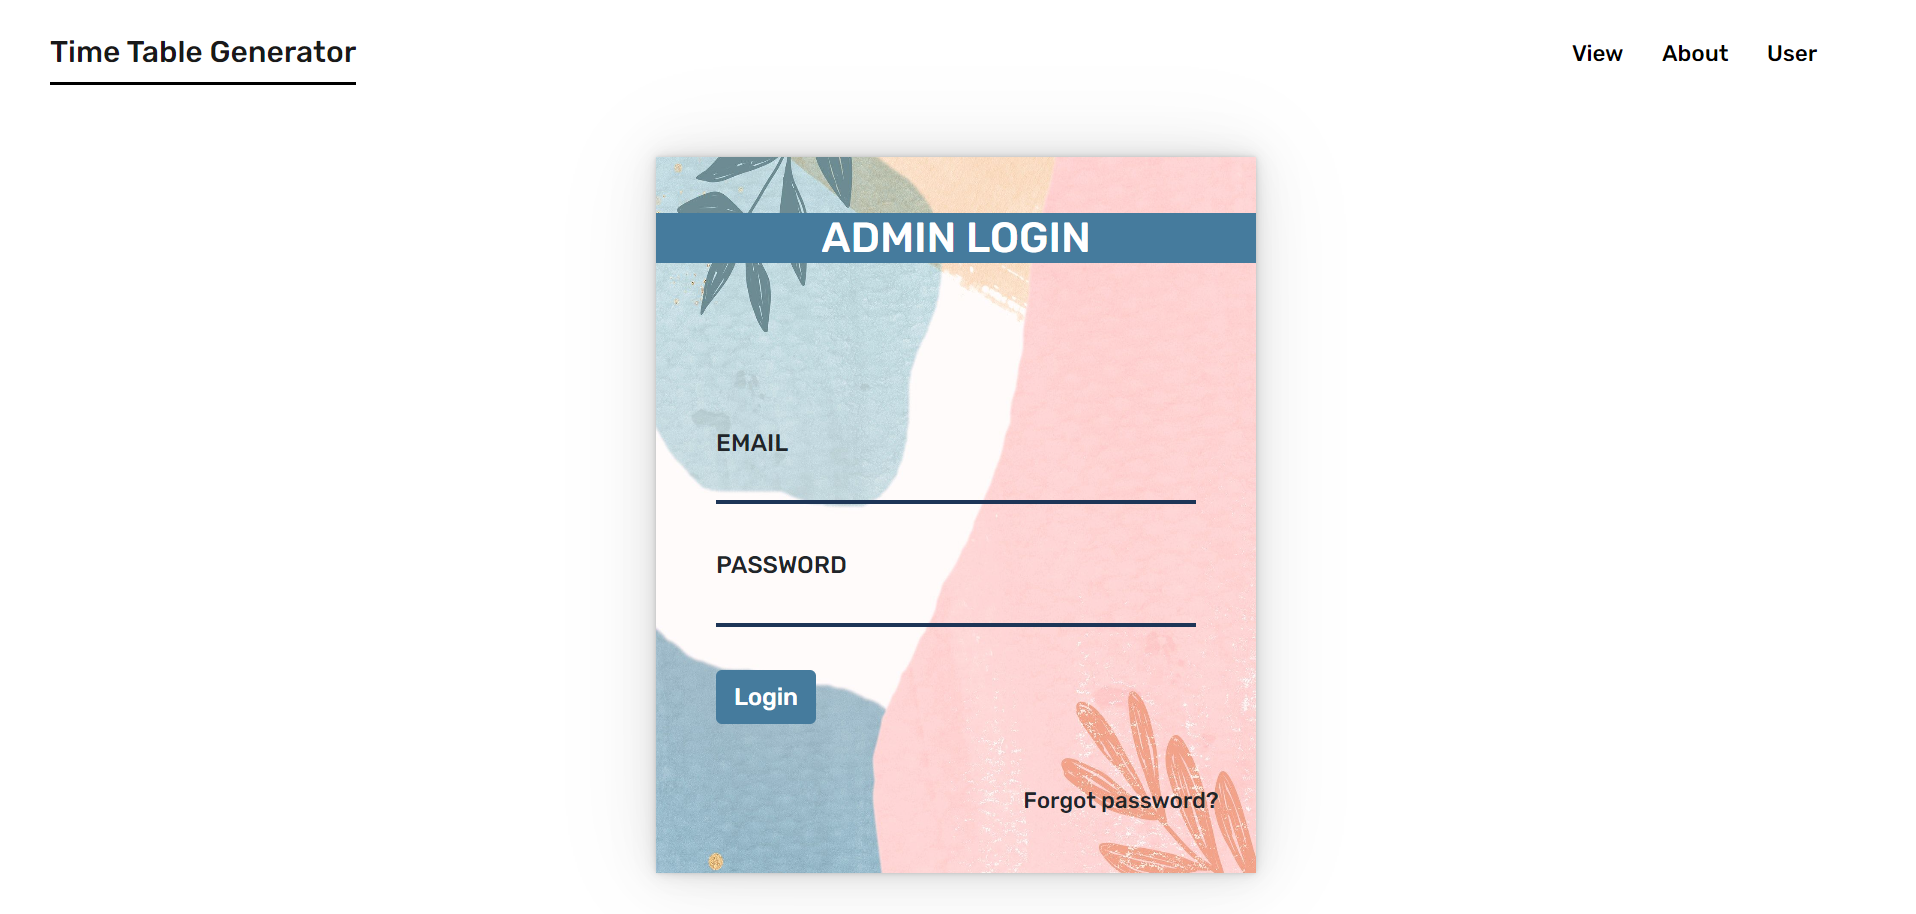 Time Table Generator
View About User
ADMIN LOGIN
EMAIL
PASSWORD
Login
Forgot password?